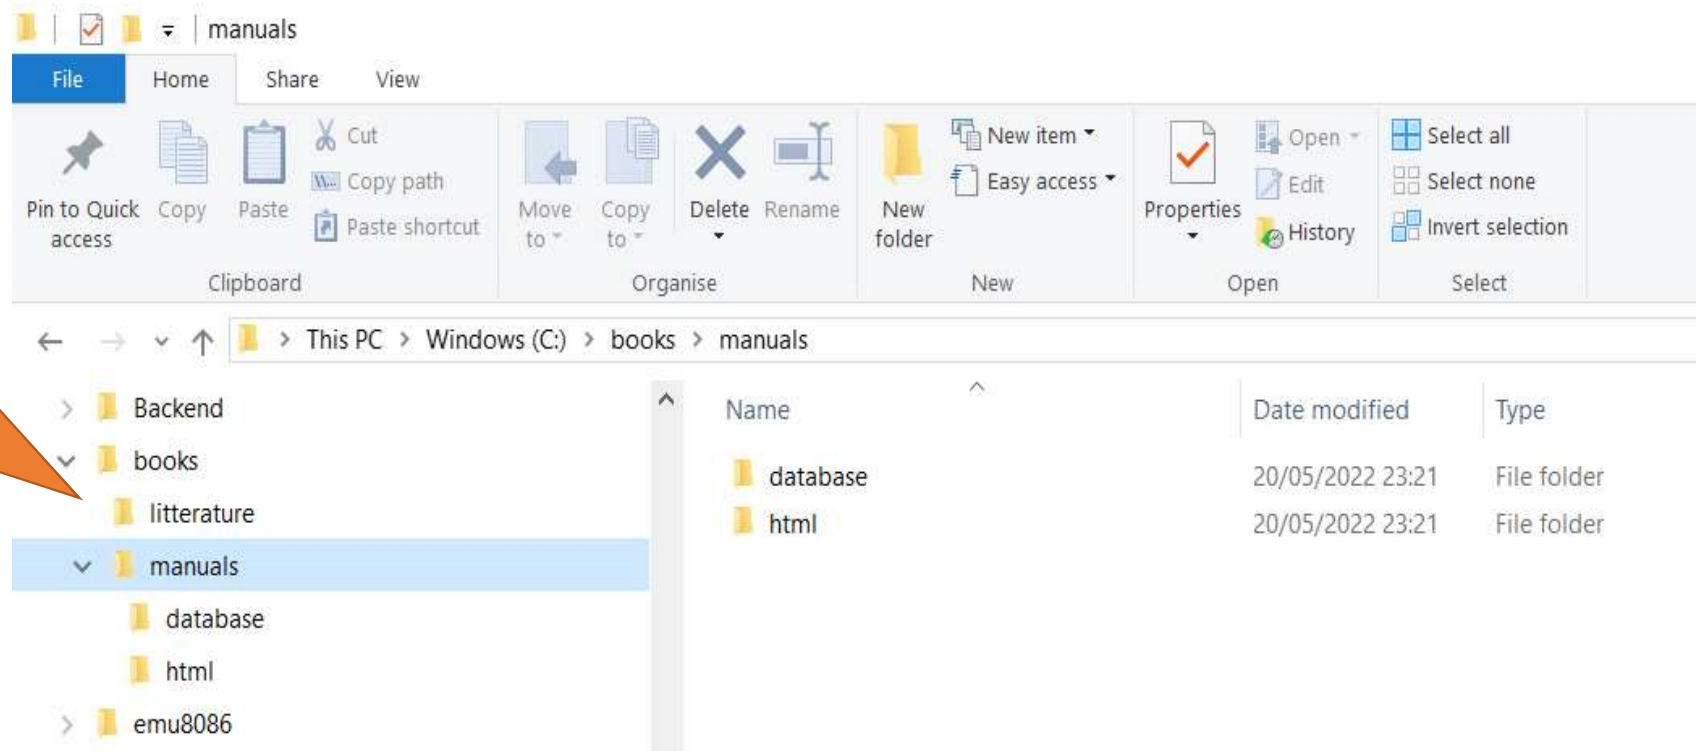 manuals
File Home Share View
Pin to Quick access
Copy
Paste
Cut
Copy path
Paste shortcut
Clipboard
Move to
Copy to
Delete
Rename
Organise
New folder
New item
Easy access
New
Properties
Open
Edit
History
Open
Select all
Select none
Invert selection
Select
This PC > Windows (C:) > books > manuals
Backend
books
litterature
manuals
database
html
emu8086
Name Date modified Type
database 20/05/2022 23:21 File folder
html 20/05/2022 23:21 File folder